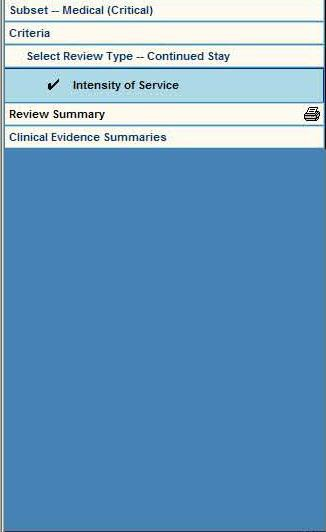 Subset -- Medical (Critical)
Criteria
Select Review Type -- Continued Stay
Intensity of Service
Review Summary
Clinical Evidence Summaries